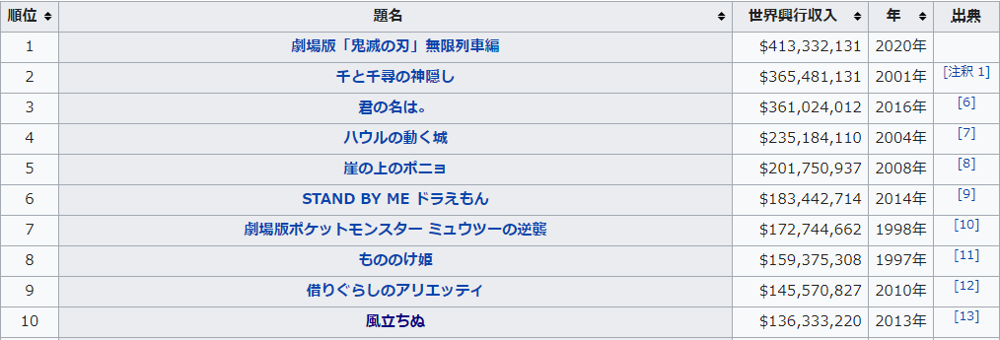 順位 題名 世界興行収入 年 出典
1 劇場版「鬼滅の刃」無限列車編 $413,332,131 2020年
2 千と千尋の神隠し $365,481,131 2001年 [注釈 1]
3 君の名は。 $361,024,012 2016年 [6]
4 ハウルの動く城 $235,184,110 2004年 [7]
5 崖の上のポニョ $201,750,937 2008年 [8]
6 STAND BY ME ドラえもん $183,442,714 2014年 [9]
7 劇場版ポケットモンスター ミュウツーの逆襲 $172,744,662 1998年 [10]
8 もののけ姫 $159,375,308 1997年 [11]
9 借りぐらしのアリエッティ $145,570,827 2010年 [12]
10 風立ちぬ $136,333,220 2013年 [13]